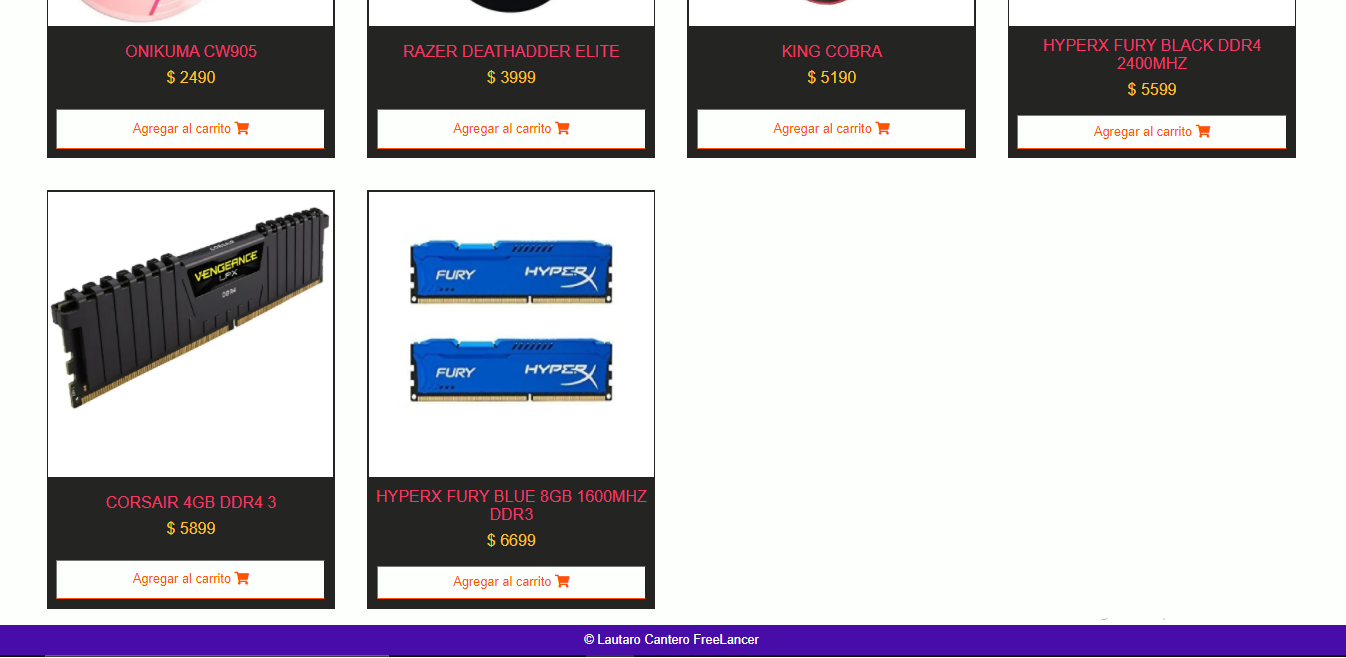 ONIKUMA CW905
$ 2490
Agregar al carrito
RAZER DEATHADDER ELITE
$ 3999
Agregar al carrito
KING COBRA
$ 5190
Agregar al carrito
HYPERX FURY BLACK DDR4
2400MHZ
$ 5599
Agregar al carrito
CORSAIR
VENGEANCE
LPX
DDR4
CORSAIR 4GB DDR4 3
$ 5899
Agregar al carrito
FURY HYPERX
FURY HYPERX
HYPERX FURY BLUE 8GB 1600MHZ
DDR3
$ 6699
Agregar al carrito
© Lautaro Cantero FreeLancer